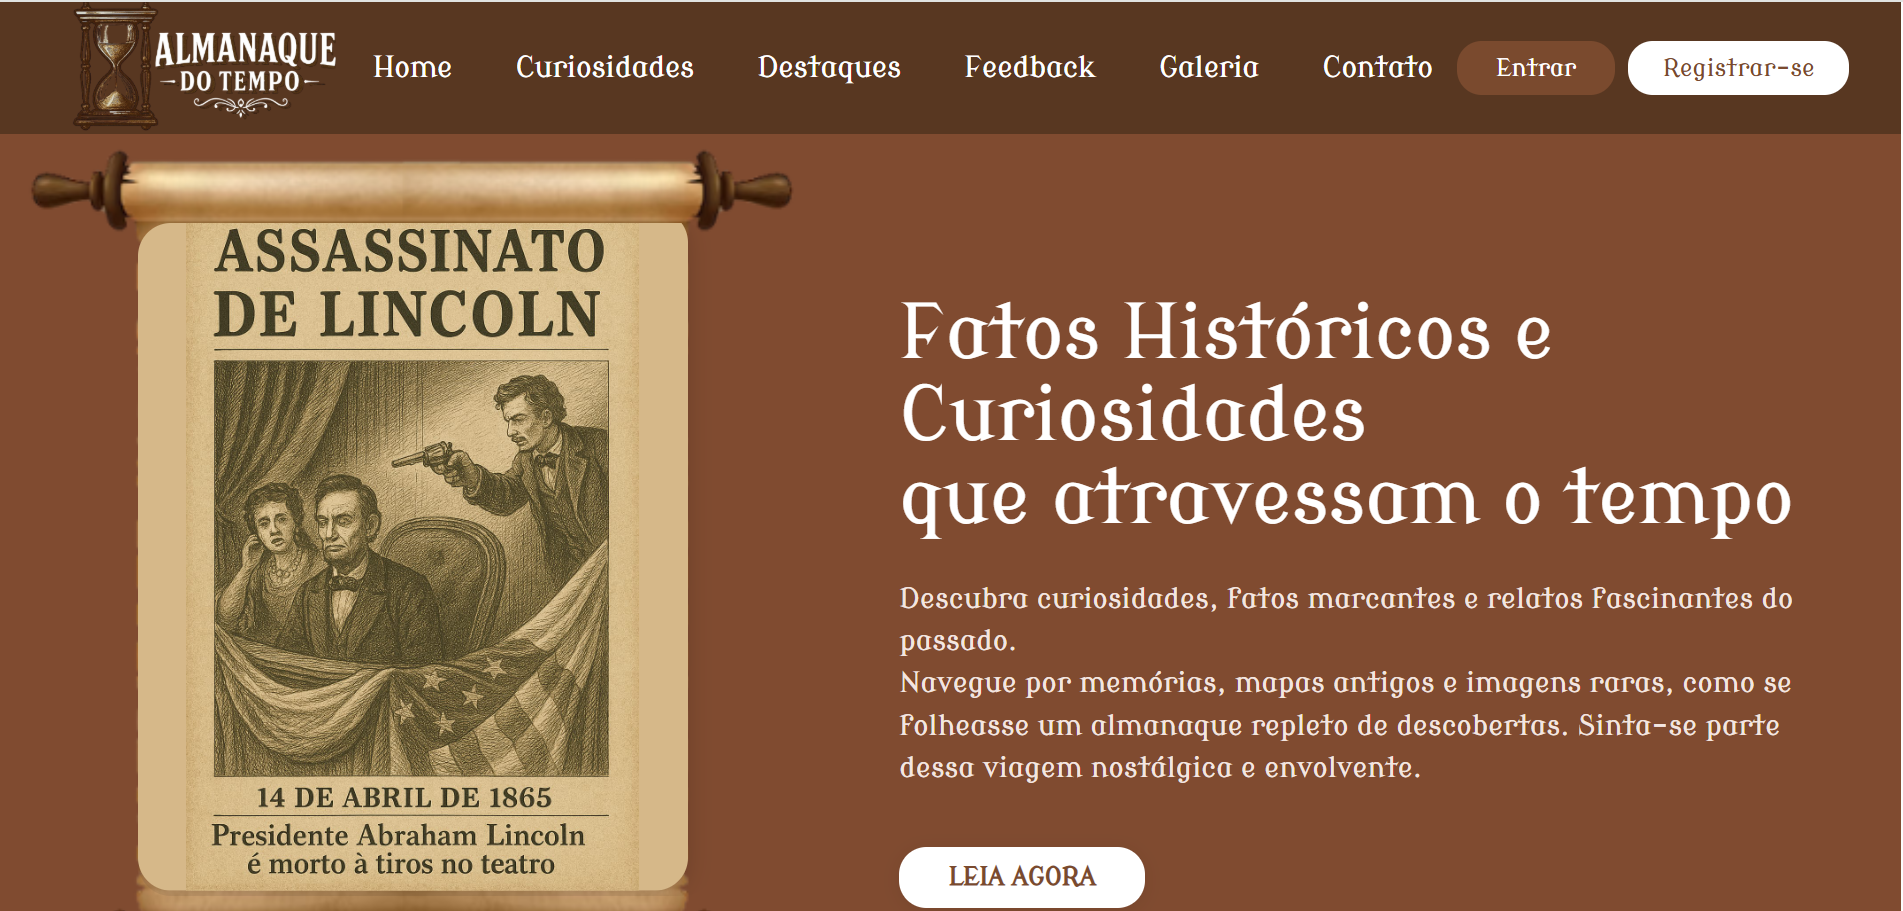 ALMANAQUE
DO TEMPO
Home Curiosidades Destaques Feedback Galeria Contato Entrar Registrar-se
ASSASSINATO
DE LINCOLN
14 DE ABRIL DE 1865
Presidente Abraham Lincoln
é morto à tiros no teatro
Fatos Históricos e
Curiosidades
que atravessam o tempo
Descubra curiosidades, fatos marcantes e relatos fascinantes do
passado.
Navegue por memórias, mapas antigos e imagens raras, como se
folheasse um almanaque repleto de descobertas. Sinta-se parte
dessa viagem nostálgica e envolvente.
LEIA AGORA